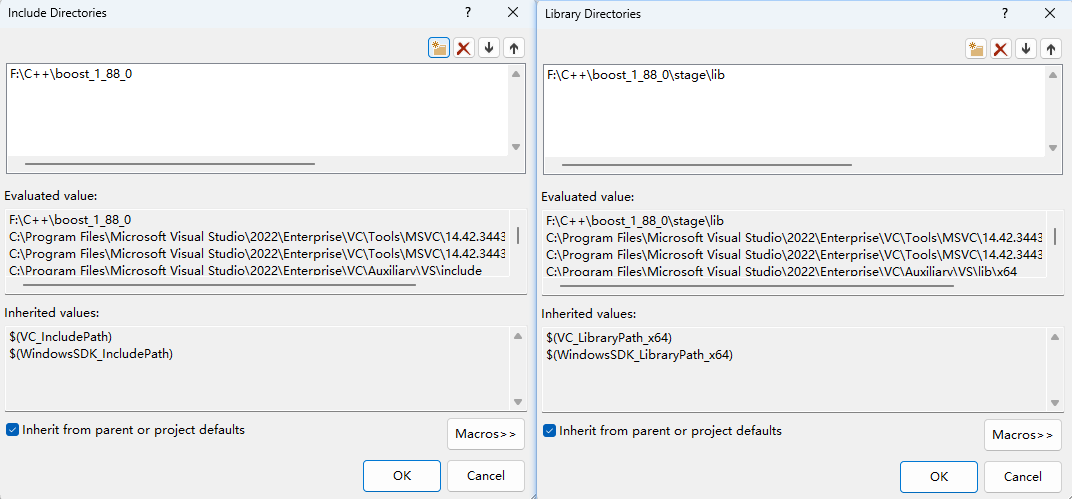 Include Directories
?
F:\C++\boost_1_88_0
Evaluated value:
F:\C++\boost_1_88_0
C:\Program Files\Microsoft Visual Studio\2022\Enterprise\VC\Tools\MSVC\14.42.3443
C:\Program Files\Microsoft Visual Studio\2022\Enterprise\VC\Tools\MSVC\14.42.3443
C:\Program Files\Microsoft Visual Studio\2022\Enterprise\VC\Auxiliary\VS\include
Inherited values:
$(VC_IncludePath)
$(WindowsSDK_IncludePath)
Inherit from parent or project defaults
Macros>>
OK
Cancel
Library Directories
?
F:\C++\boost_1_88_0\stage\lib
Evaluated value:
F:\C++\boost_1_88_0\stage\lib
C:\Program Files\Microsoft Visual Studio\2022\Enterprise\VC\Tools\MSVC\14.42.3443
C:\Program Files\Microsoft Visual Studio\2022\Enterprise\VC\Tools\MSVC\14.42.3443
C:\Program Files\Microsoft Visual Studio\2022\Enterprise\VC\Auxiliary\VS\lib\x64
Inherited values:
$(VC_LibraryPath_x64)
$(WindowsSDK_LibraryPath_x64)
Inherit from parent or project defaults
Macros>>
OK
Cancel